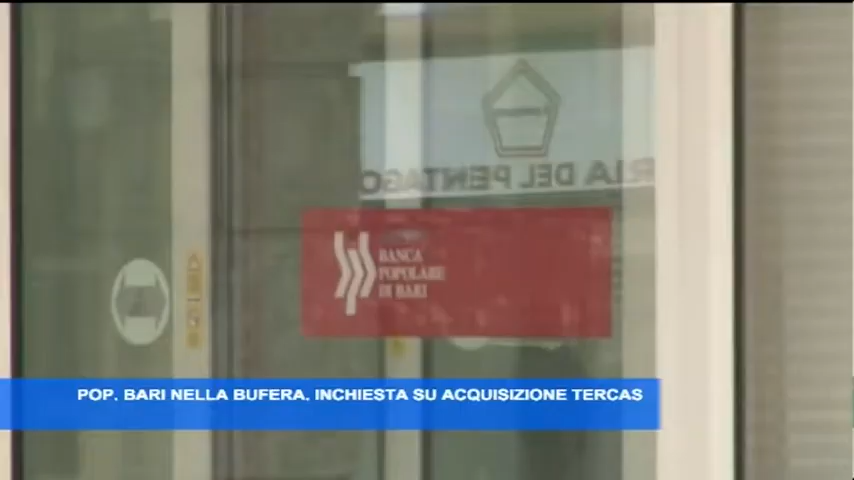 RIA DEL PENTAGO
BANCA
POPOLARE
DI BARI
POP. BARI NELLA BUFERA. INCHIESTA SU ACQUISIZIONE TERCAS